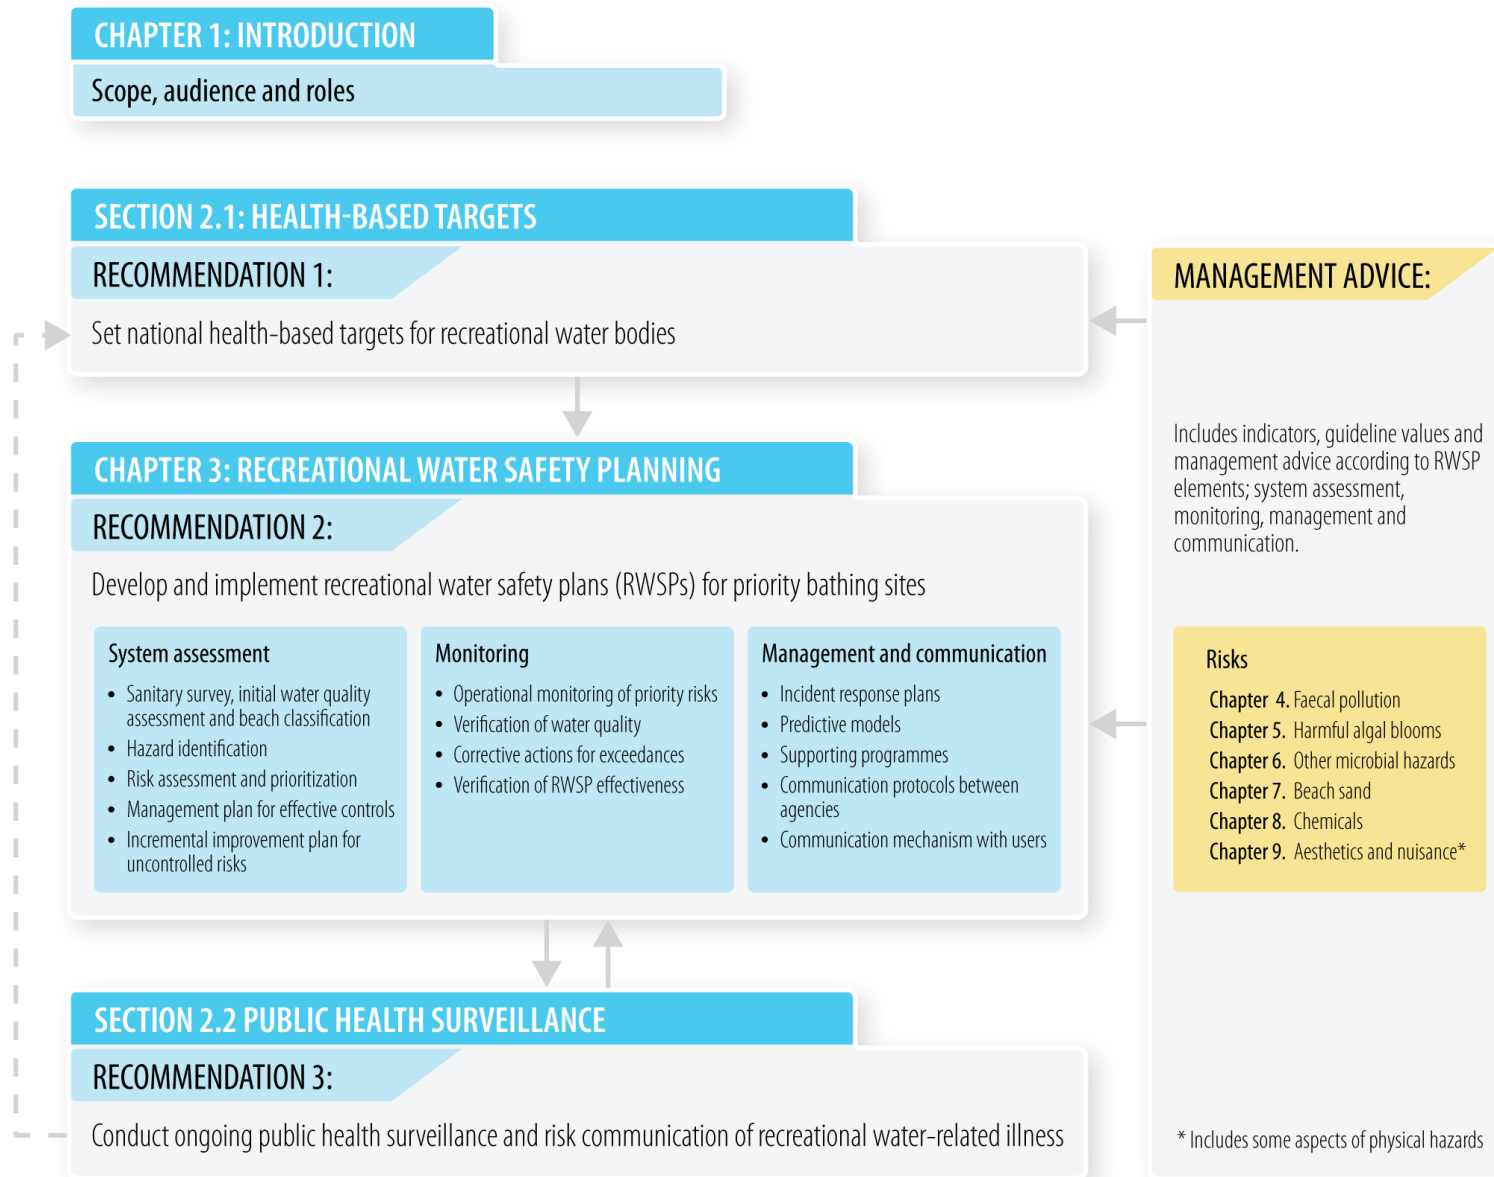 CHAPTER 1: INTRODUCTION
Scope, audience and roles
SECTION 2.1: HEALTH-BASED TARGETS
RECOMMENDATION 1:
Set national health-based targets for recreational water bodies
CHAPTER 3: RECREATIONAL WATER SAFETY PLANNING
RECOMMENDATION 2:
Develop and implement recreational water safety plans (RWSPs) for priority bathing sites
System assessment
• Sanitary survey, initial water quality
assessment and beach classification
• Hazard identification
• Risk assessment and prioritization
• Management plan for effective controls
• Incremental improvement plan for
uncontrolled risks
Monitoring
• Operational monitoring of priority risks
• Verification of water quality
• Corrective actions for exceedances
• Verification of RWSP effectiveness
Management and communication
• Incident response plans
• Predictive models
• Supporting programmes
• Communication protocols between
agencies
• Communication mechanism with users
SECTION 2.2 PUBLIC HEALTH SURVEILLANCE
RECOMMENDATION 3:
Conduct ongoing public health surveillance and risk communication of recreational water-related illness
MANAGEMENT ADVICE:
Includes indicators, guideline values and
management advice according to RWSP
elements; system assessment,
monitoring, management and
communication.
Risks
Chapter 4. Faecal pollution
Chapter 5. Harmful algal blooms
Chapter 6. Other microbial hazards
Chapter 7. Beach sand
Chapter 8. Chemicals
Chapter 9. Aesthetics and nuisance*
* Includes some aspects of physical hazards